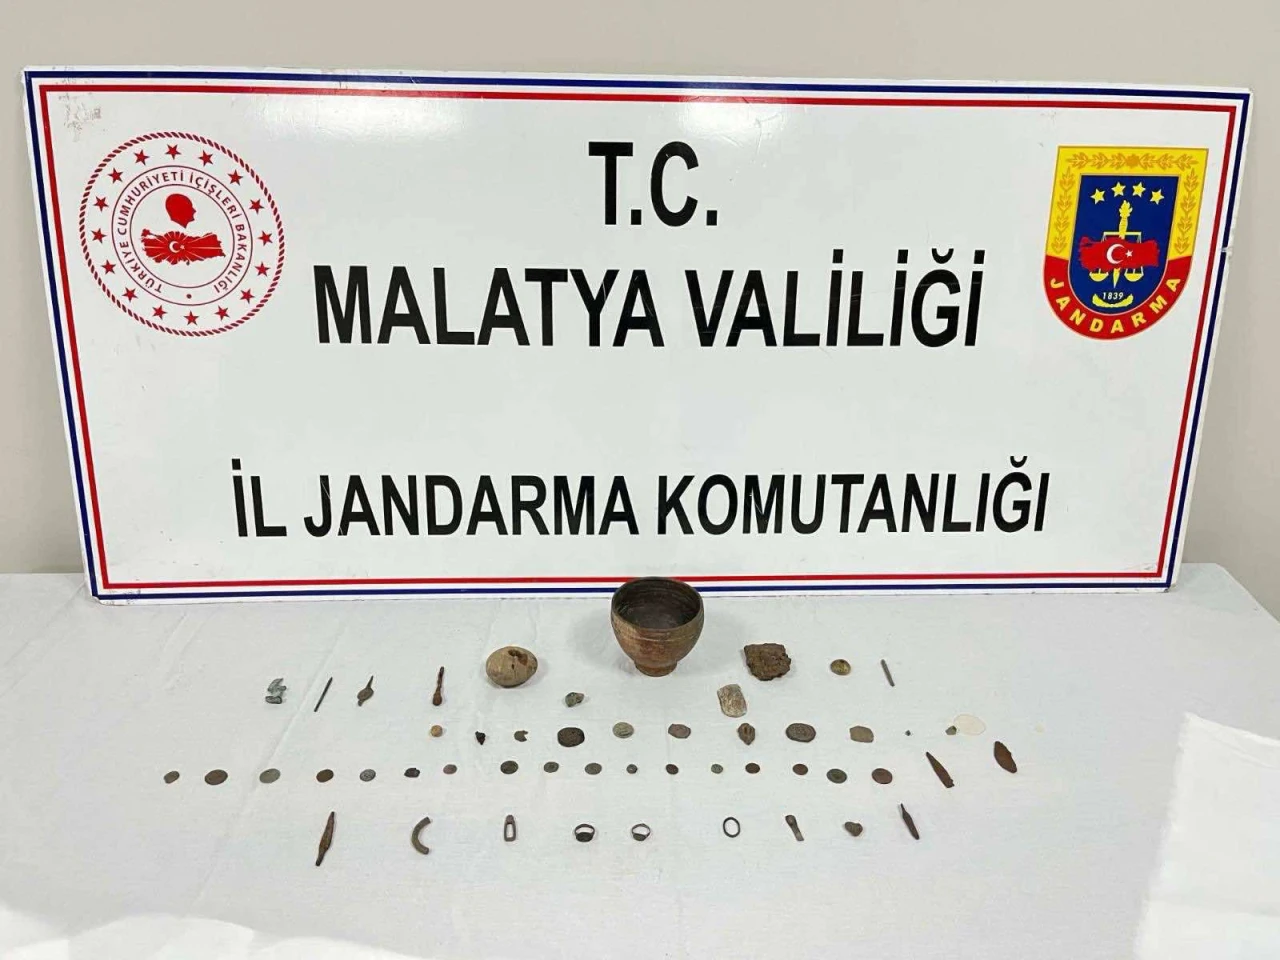 TÜRKİYE CUMHURİYETİ İÇİŞLERİ BAKANLIĞI
T.C.
MALATYA VALİLİĞİ
İL JANDARMA KOMUTANLIĞI
1839
JANDARMA